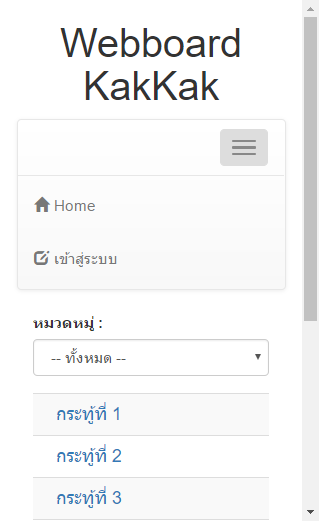 Webboard
KakKak
Home
เข้าสู่ระบบ
หมวดหมู่ :
-- ทั้งหมด --
กระทู้ที่ 1
กระทู้ที่ 2
กระทู้ที่ 3